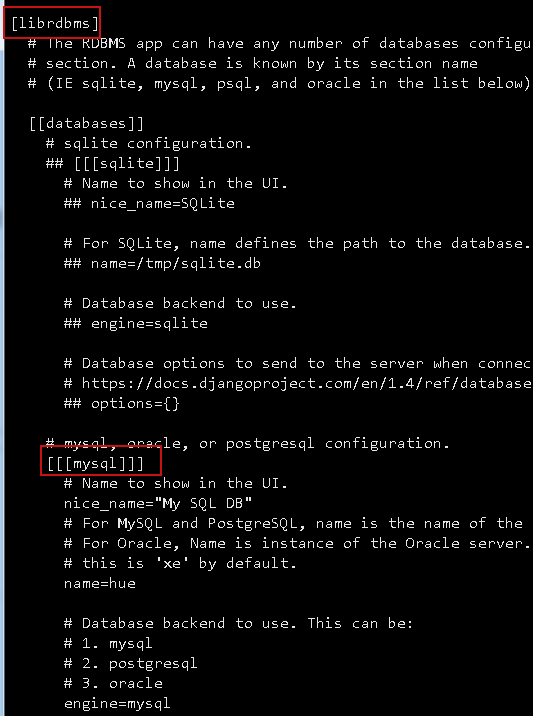 [librdbms]
# The RDBMS app can have any number of databases configu
# section. A database is known by its section name
# (IE sqlite, mysql, psql, and oracle in the list below)
[[databases]]
# sqlite configuration.
## [[[sqlite]]]
# Name to show in the UI.
## nice_name=SQLite
# For SQLite, name defines the path to the database.
## name=/tmp/sqlite.db
# Database backend to use.
## engine=sqlite
# Database options to send to the server when connec
# https://docs.djangoproject.com/en/1.4/ref/database
## options={}
# mysql, oracle, or postgresql configuration.
[[[mysql]]]
# Name to show in the UI.
nice_name="My SQL DB"
# For MySQL and PostgreSQL, name is the name of the
# For Oracle, Name is instance of the Oracle server.
# this is 'xe' by default.
name=hue
# Database backend to use. This can be:
# 1. mysql
# 2. postgresql
# 3. oracle
engine=mysql